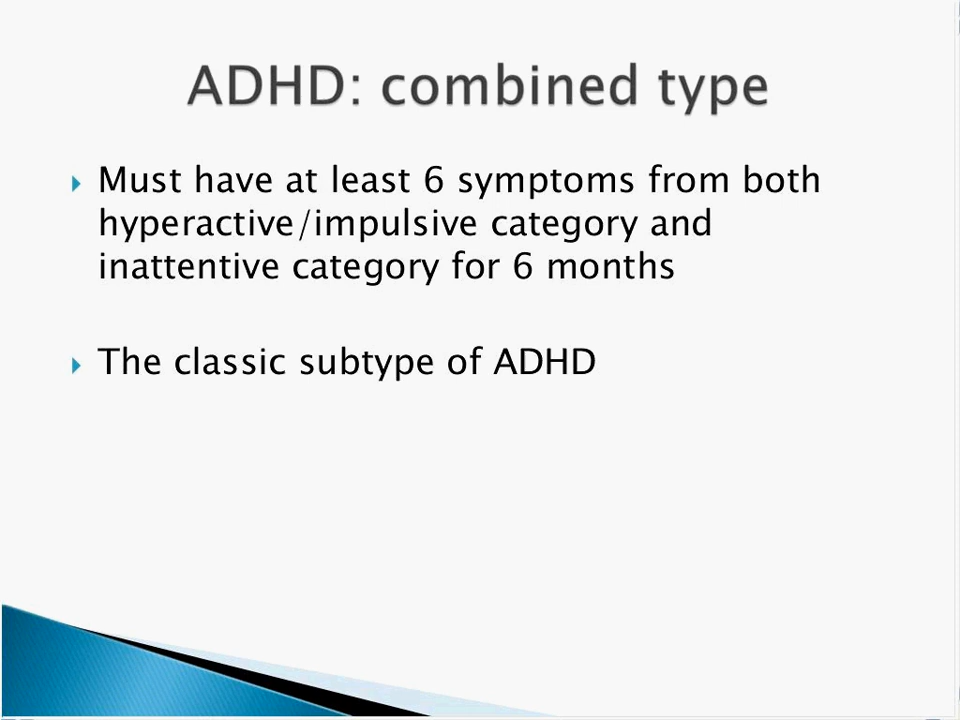 ADHD: combined type
Must have at least 6 symptoms from both
hyperactive/impulsive category and
inattentive category for 6 months
The classic subtype of ADHD